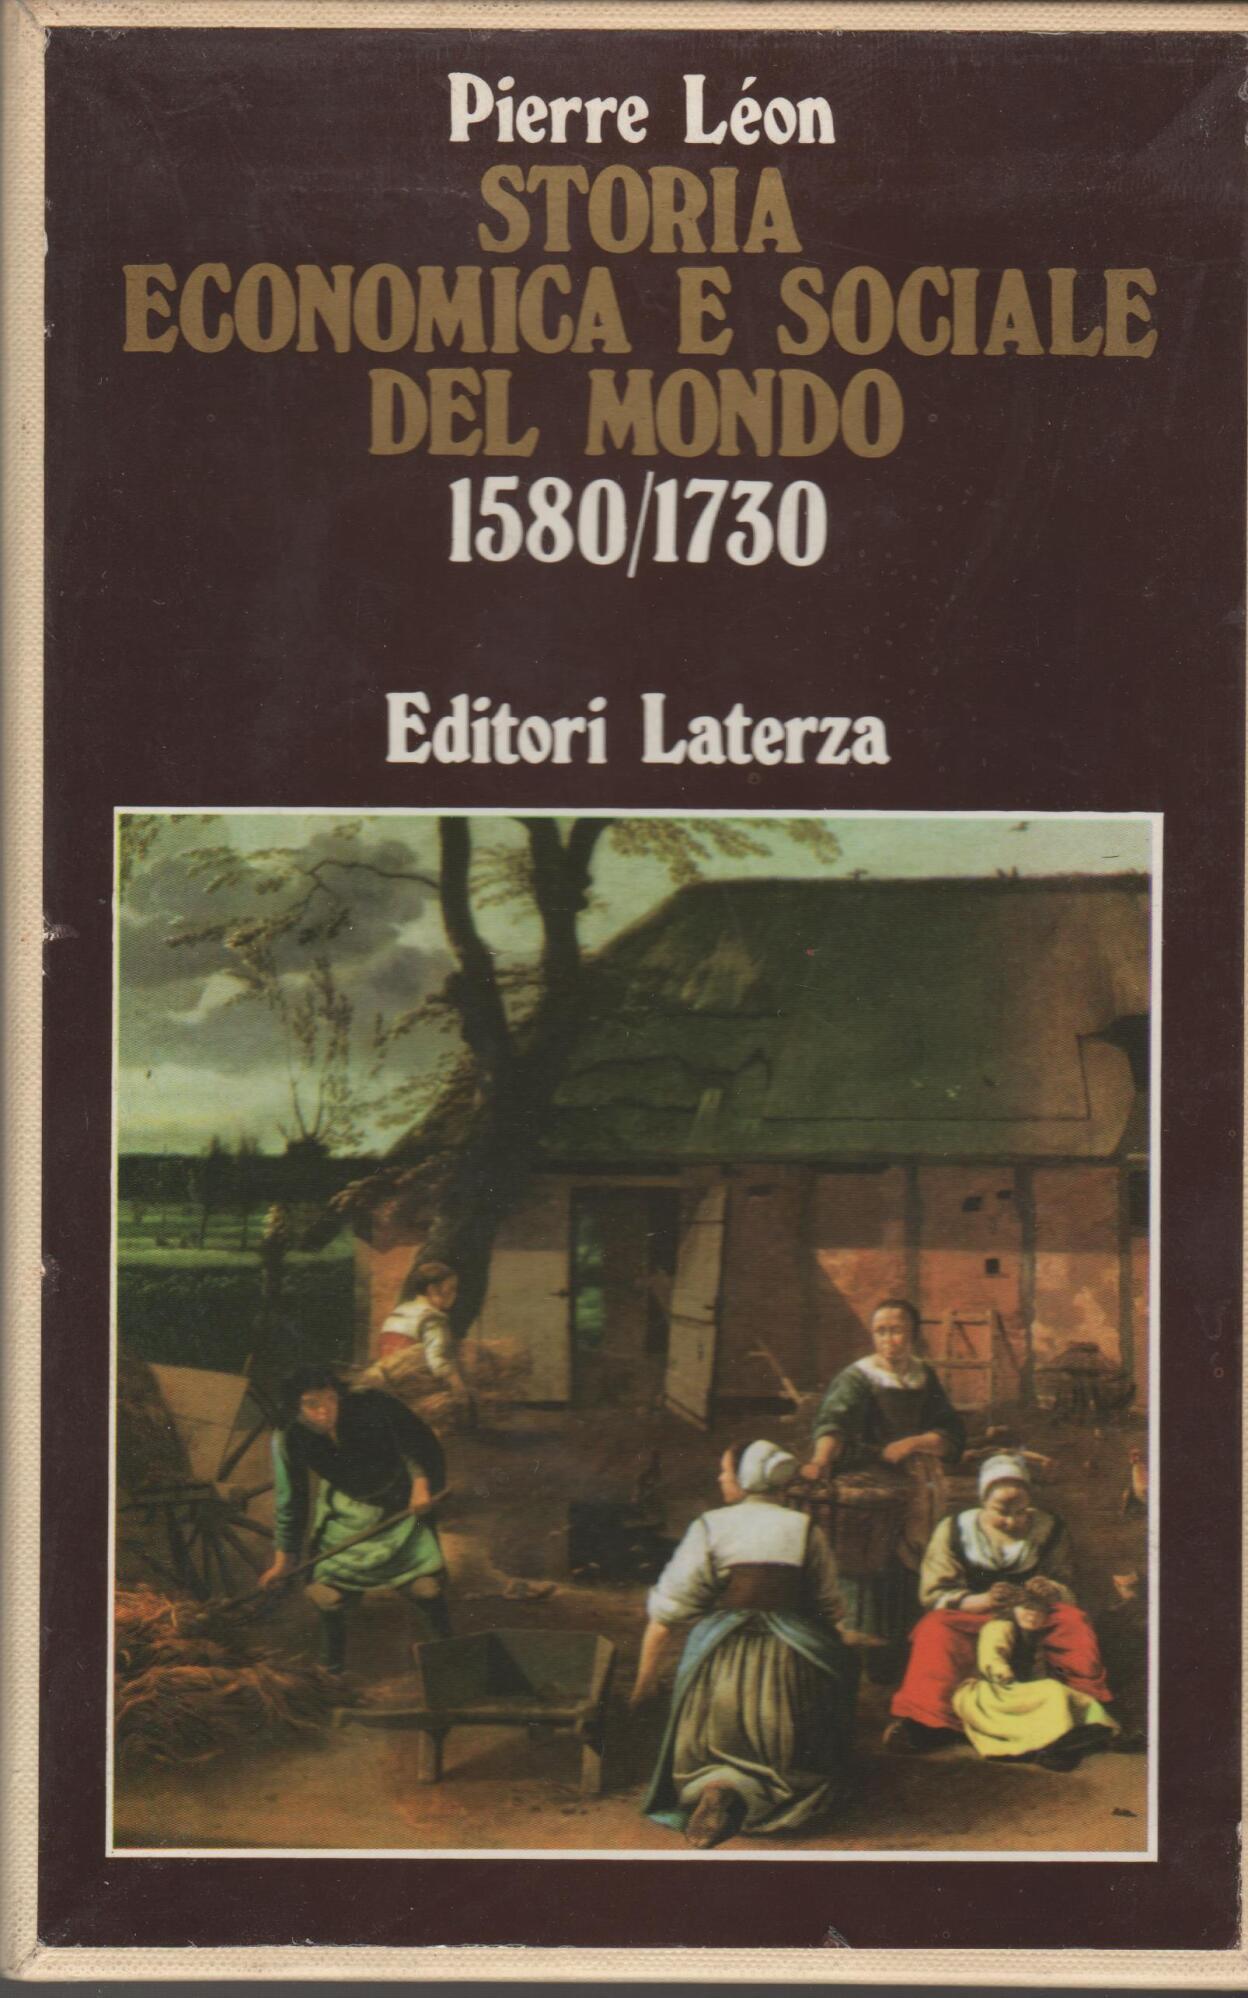 Pierre Léon
STORIA
ECONOMICA E SOCIALE
DEL MONDO
1580/1730
Editori Laterza